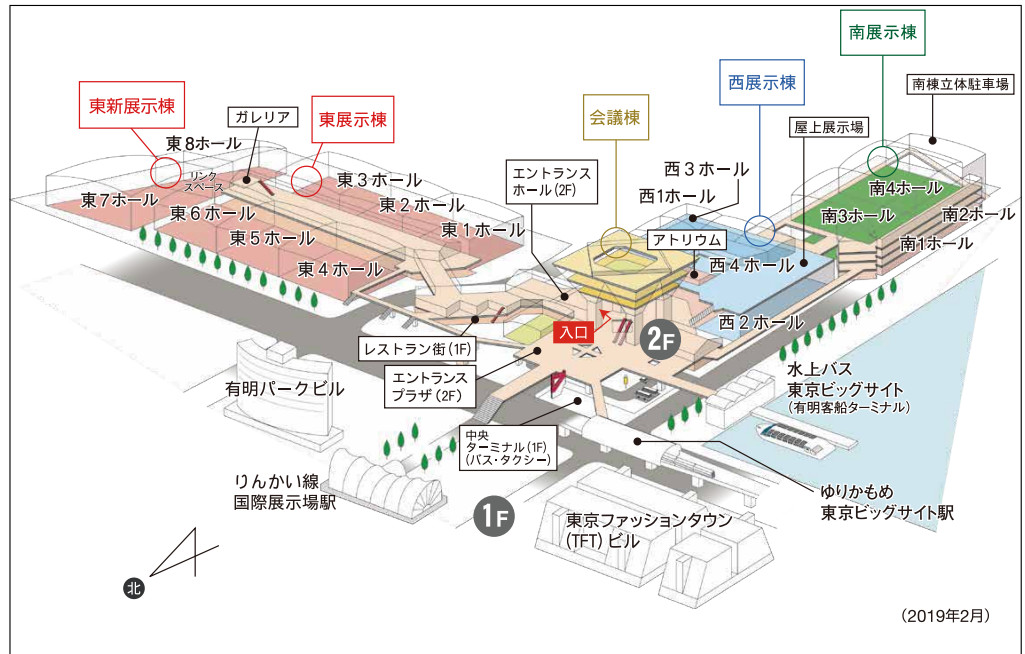 南展示棟
東新展示棟
東展示棟
会議棟
西展示棟
南棟立体駐車場
ガレリア
屋上展示場
東8ホール
リンク
スペース
東3ホール
エントランス
ホール(2F)
西3ホール
西1ホール
南4ホール
東7ホール
東6ホール
東2ホール
東1ホール
南3ホール
南2ホール
東5ホール
アトリウム
南1ホール
東4ホール
西4ホール
西2ホール
入口
2F
レストラン街(1F)
エントランス
プラザ(2F)
有明パークビル
水上バス
東京ビッグサイト
(有明客船ターミナル)
中央
ターミナル(1F)
(バス・タクシー)
りんかい線
国際展示場駅
ゆりかもめ
東京ビッグサイト駅
1F
東京ファッションタウン
(TFT)ビル
北
(2019年2月)